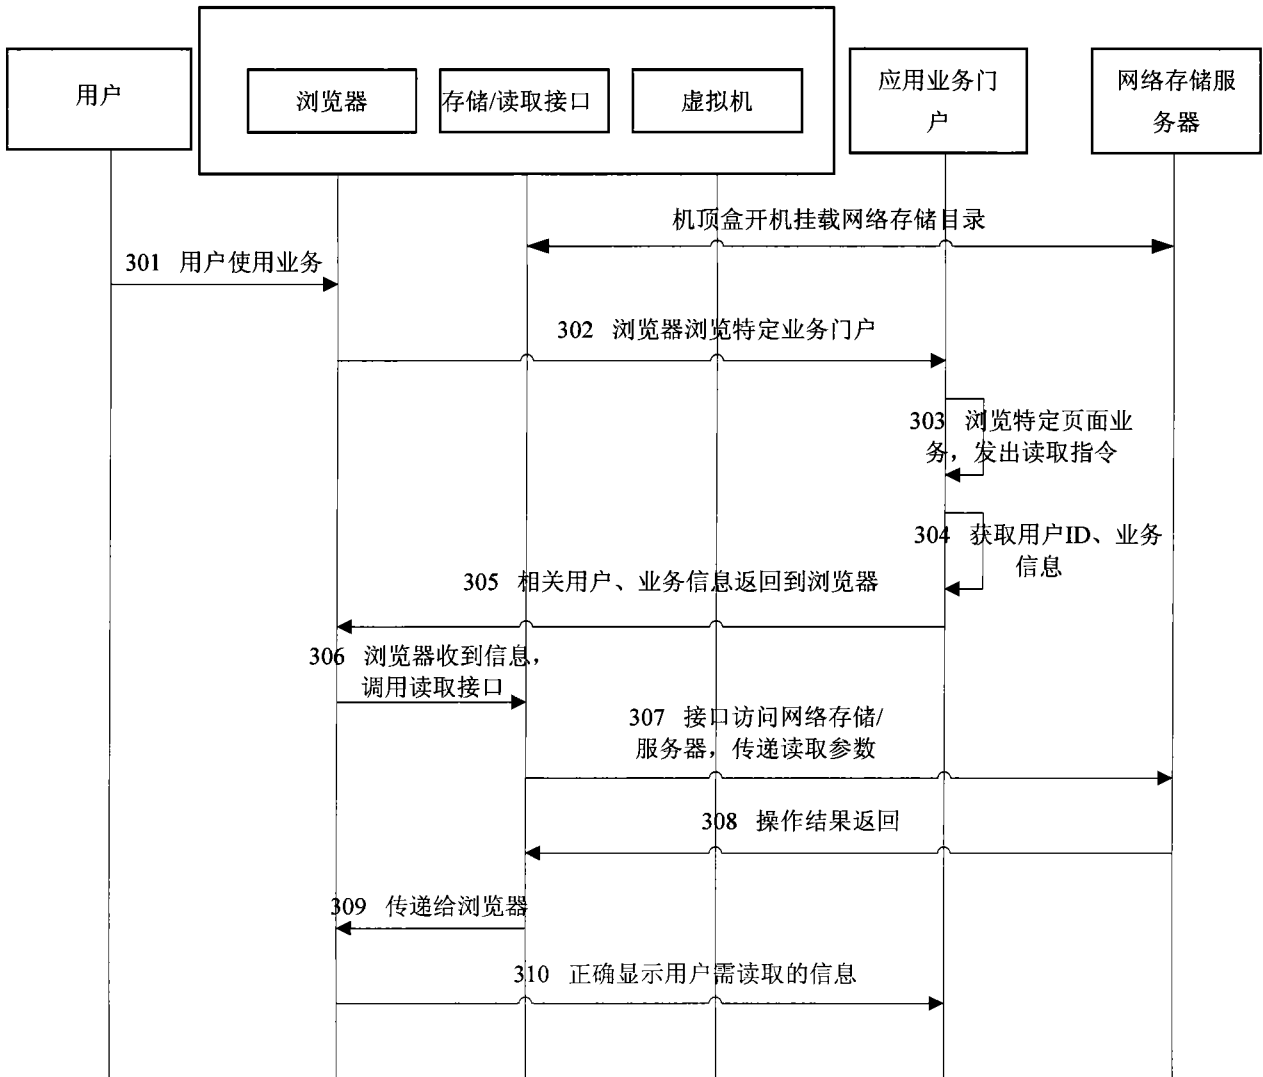 用户
浏览器
存储/读取接口
虚拟机
应用业务门
户
网络存储服
务器
机顶盒开机挂载网络存储目录
301 用户使用业务
302 浏览器浏览特定业务门户
303 浏览特定页面业
务，发出读取指令
304 获取用户ID、业务
信息
305 相关用户、业务信息返回到浏览器
306 浏览器收到信息，
调用读取接口
307 接口访问网络存储/
服务器，传递读取参数
308 操作结果返回
309 传递给浏览器
310 正确显示用户需读取的信息